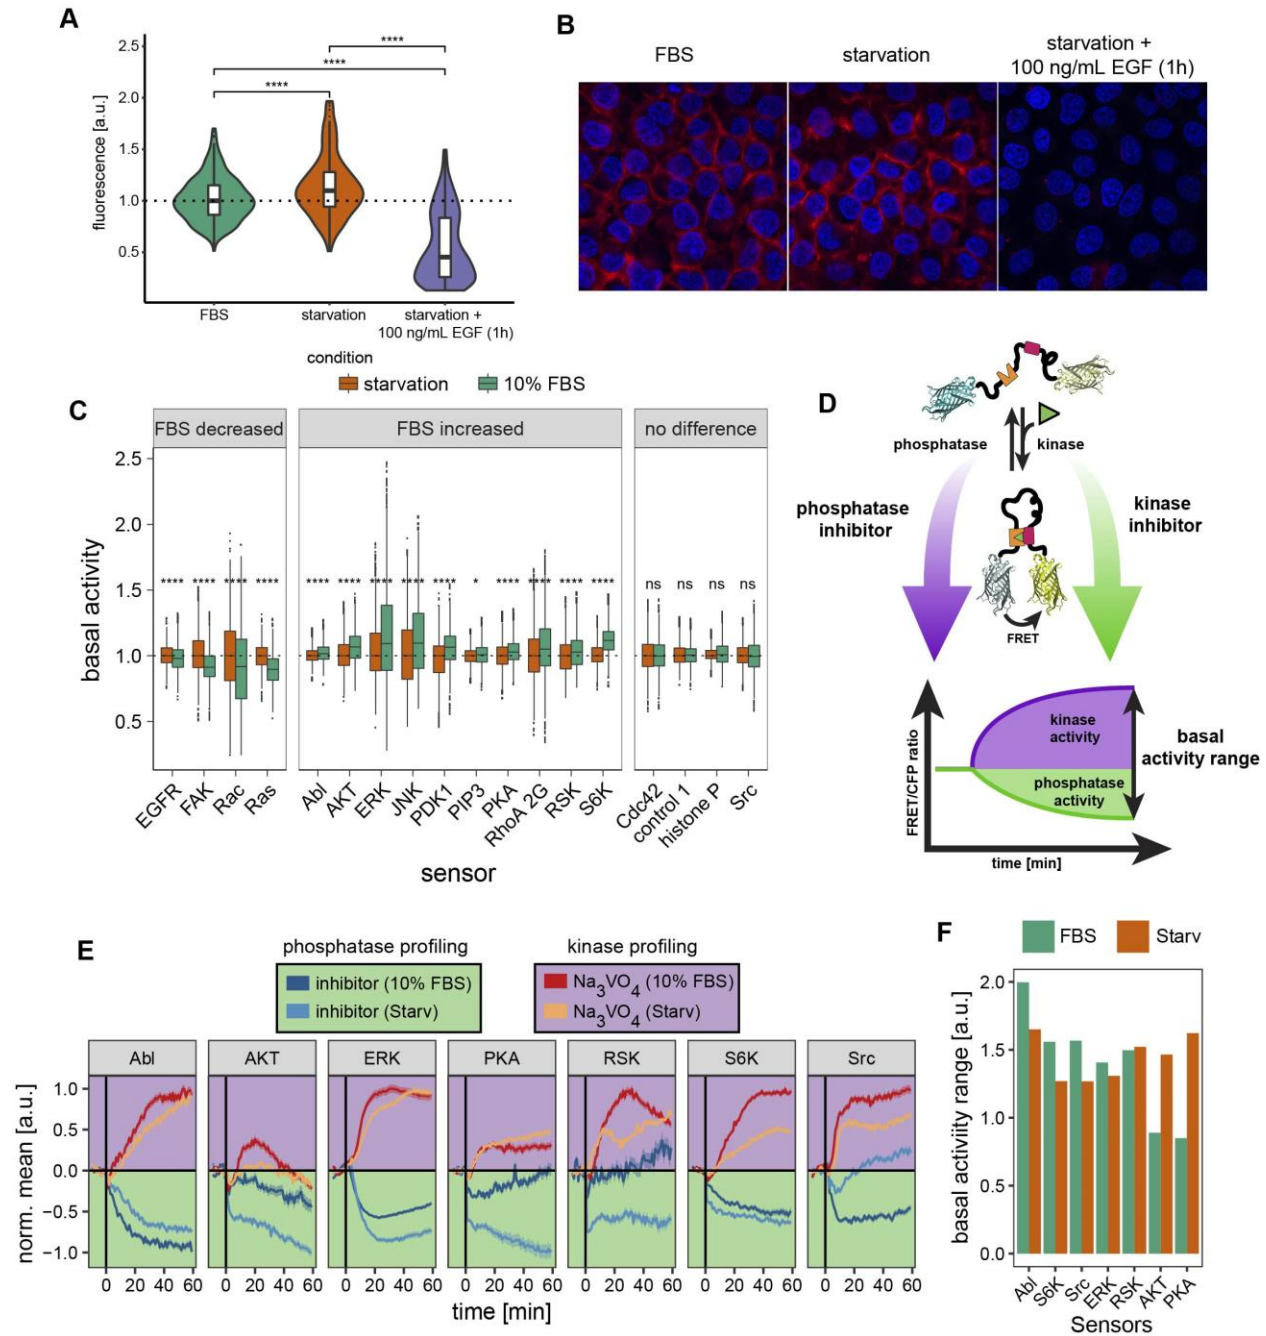 A
2.5
2.0
1.5
1.0
0.5
fluorescence [a.u.]
****
****
****
FBS
starvation
starvation +
100 ng/mL EGF (1h)
B
FBS
starvation
starvation +
100 ng/mL EGF (1h)
condition
starvation
10% FBS
C
FBS decreased
FBS increased
no difference
2.5
2.0
1.5
1.0
0.5
basal activity
**** **** **** ****
**** **** **** **** **** * **** **** **** ****
ns ns ns ns
EGFR
FAK
Rac
Ras
Abl
AKT
ERK
JNK
PDK1
PIP3
PKA
RhoA 2G
RSK
S6K
Cdc42
control 1
histone P
Src
sensor
D
phosphatase
kinase
phosphatase
inhibitor
kinase
inhibitor
FRET
FRET/CFP ratio
kinase
activity
phosphatase
activity
basal
activity range
time [min]
E
phosphatase profiling
kinase profiling
inhibitor (10% FBS)
inhibitor (Starv)
Na3VO4 (10% FBS)
Na3VO4 (Starv)
Abl
AKT
ERK
PKA
RSK
S6K
Src
1.0
0.5
0.0
−0.5
−1.0
norm. mean [a.u.]
0 20 40 60
0 20 40 60
0 20 40 60
0 20 40 60
0 20 40 60
0 20 40 60
0 20 40 60
time [min]
F
FBS
Starv
2.0
1.5
1.0
0.5
0.0
basal activiity range [a.u.]
Abl
S6K
Src
ERK
RSK
AKT
PKA
Sensors